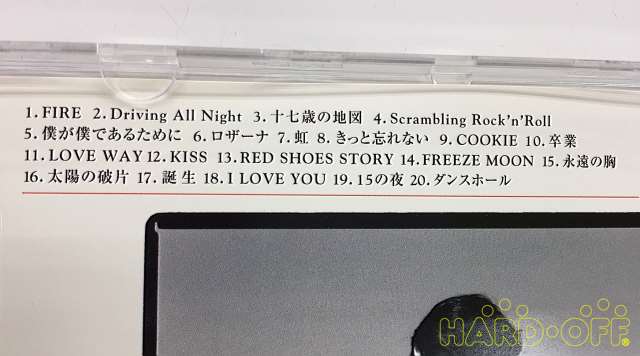 1. FIRE 2. Driving All Night 3. 十七歳の地図 4. Scrambling Rock'n'Roll
5. 僕が僕であるために 6. ロザーナ 7. 虹 8. きっと忘れない 9. COOKIE 10. 卒業
11. LOVE WAY 12. KISS 13. RED SHOES STORY 14. FREEZE MOON 15. 永遠の胸
16. 太陽の破片 17. 誕生 18. I LOVE YOU 19. 15の夜 20. ダンスホール
HARD·OFF®